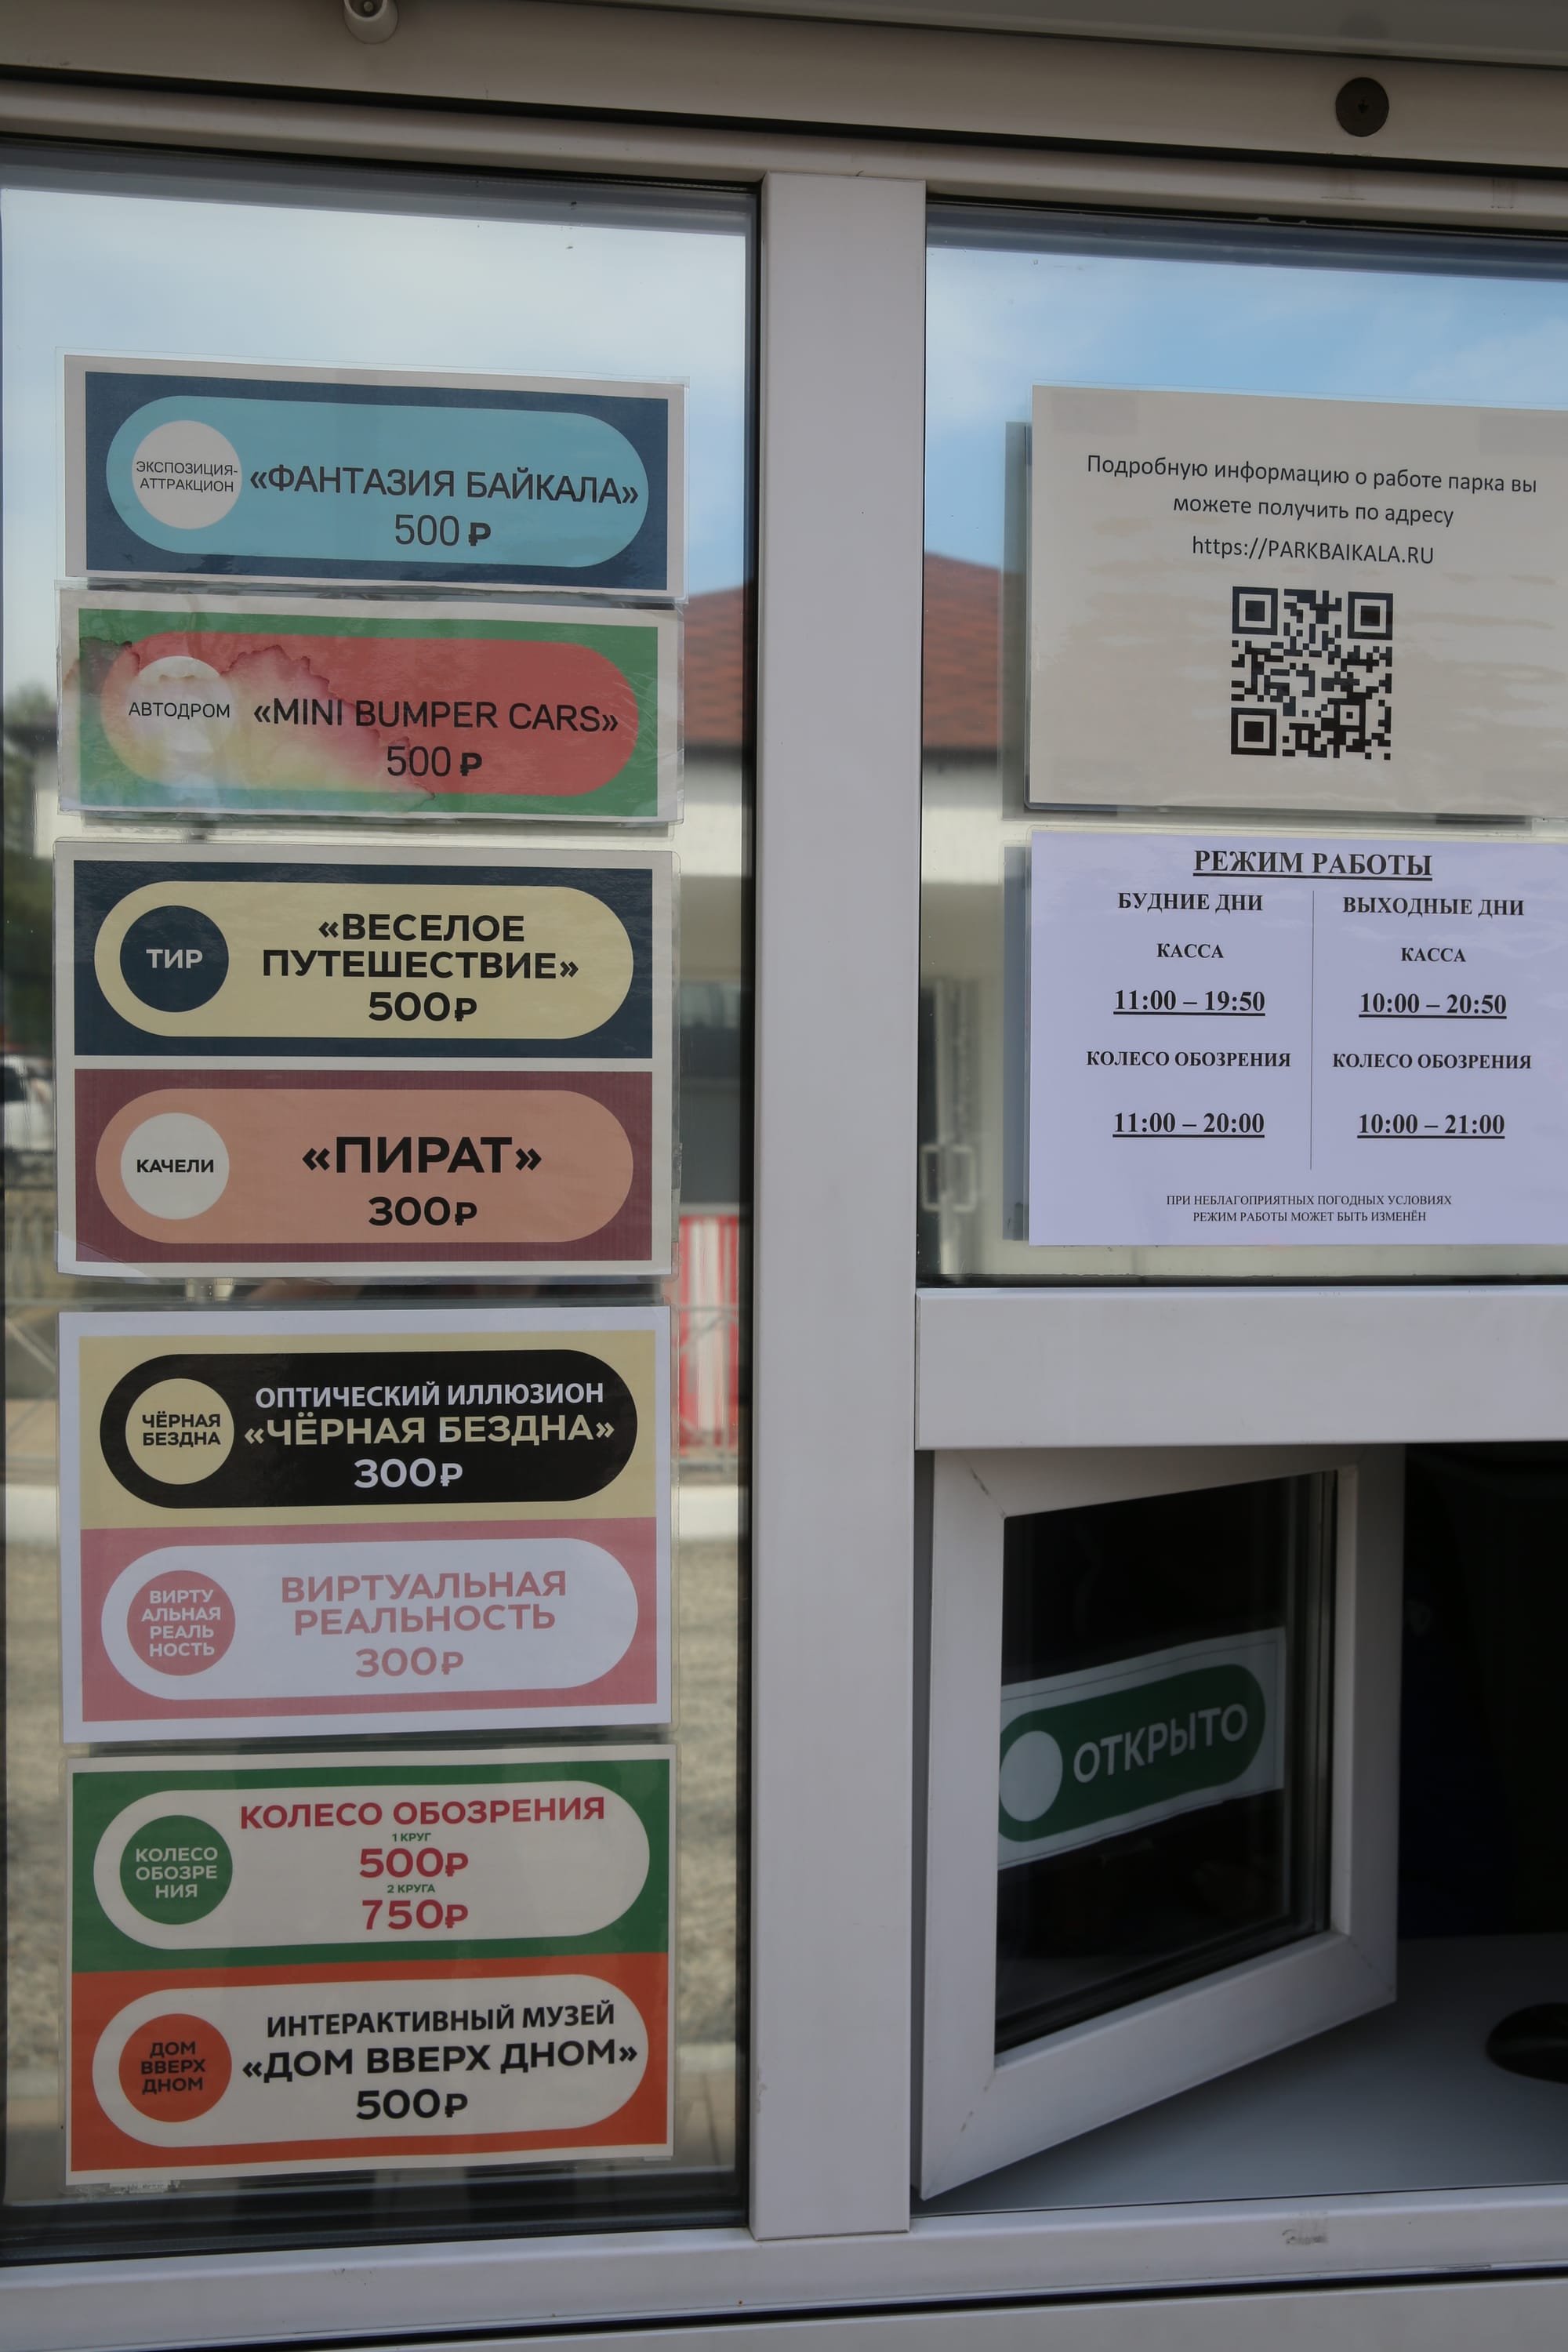 ЭКСПОЗИЦИЯ-
АТТРАКЦИОН
«ФАНТАЗИЯ БАЙКАЛА»
500 ₽
АВТОДРОМ
«MINI BUMPER CARS»
500 ₽
ТИР
«ВЕСЕЛОЕ
ПУТЕШЕСТВИЕ»
500₽
КАЧЕЛИ
«ПИРАТ»
300₽
ЧЁРНАЯ
БЕЗДНА
ОПТИЧЕСКИЙ ИЛЛЮЗИОН
«ЧЁРНАЯ БЕЗДНА»
300₽
ВИРТУ
АЛЬНАЯ
РЕАЛЬ
НОСТЬ
ВИРТУАЛЬНАЯ
РЕАЛЬНОСТЬ
300₽
КОЛЕСО
ОБОЗРЕ
НИЯ
КОЛЕСО ОБОЗРЕНИЯ
1 КРУГ
500₽
2 КРУГА
750₽
ДОМ
ВВЕРХ
ДНОМ
ИНТЕРАКТИВНЫЙ МУЗЕЙ
«ДОМ ВВЕРХ ДНОМ»
500₽
Подробную информацию о работе парка вы
можете получить по адресу
https://PARKBAIKALA.RU
РЕЖИМ РАБОТЫ
БУДНИЕ ДНИ
КАССА
11:00 – 19:50
КОЛЕСО ОБОЗРЕНИЯ
11:00 – 20:00
ВЫХОДНЫЕ ДНИ
КАССА
10:00 – 20:50
КОЛЕСО ОБОЗРЕНИЯ
10:00 – 21:00
ПРИ НЕБЛАГОПРИЯТНЫХ ПОГОДНЫХ УСЛОВИЯХ
РЕЖИМ РАБОТЫ МОЖЕТ БЫТЬ ИЗМЕНЁН
ОТКРЫТО